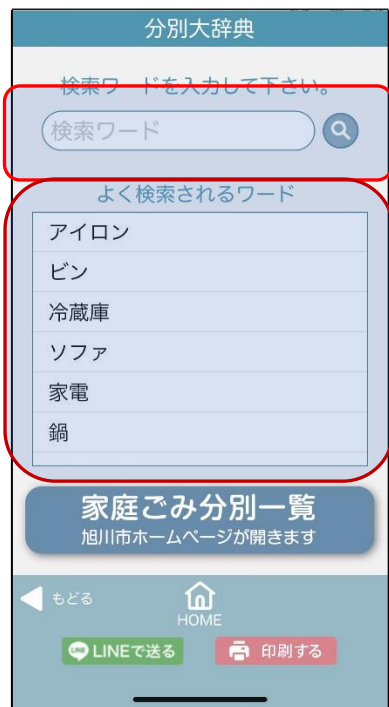 分別大辞典
検索ワードを入力して下さい。
検索ワード
よく検索されるワード
アイロン
ビン
冷蔵庫
ソファ
家電
鍋
家庭ごみ分別一覧
旭川市ホームページが開きます
もどる
HOME
LINEで送る
印刷する